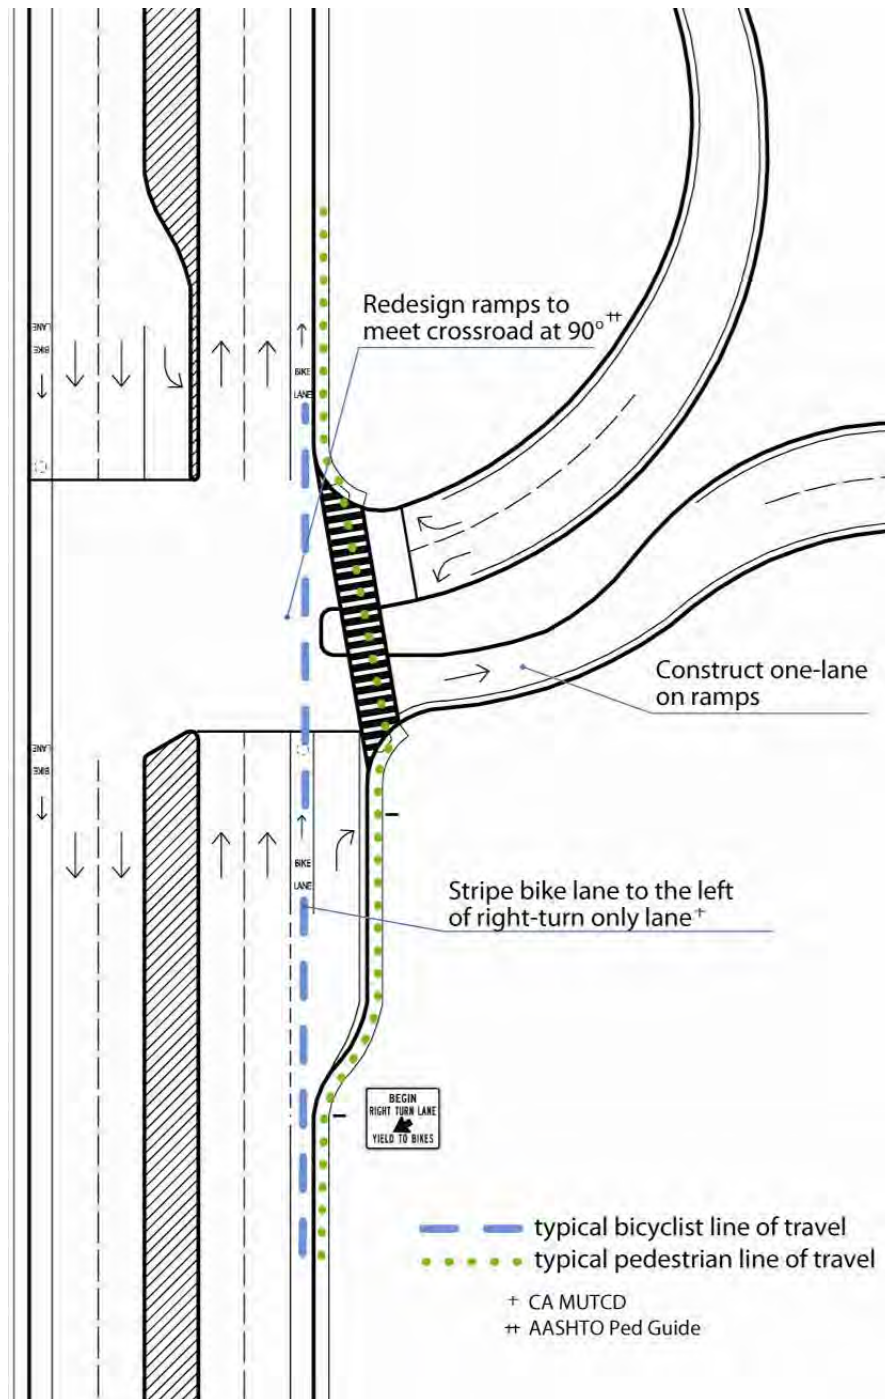 Redesign ramps to
meet crossroad at 90° ††
LANE
BIKE
BIKE
LANE
Construct one-lane
on ramps
LANE
BIKE
BIKE
LANE
Stripe bike lane to the left
of right-turn only lane †
BEGIN
RIGHT TURN LANE
YIELD TO BIKES
typical bicyclist line of travel
typical pedestrian line of travel
† CA MUTCD
†† AASHTO Ped Guide